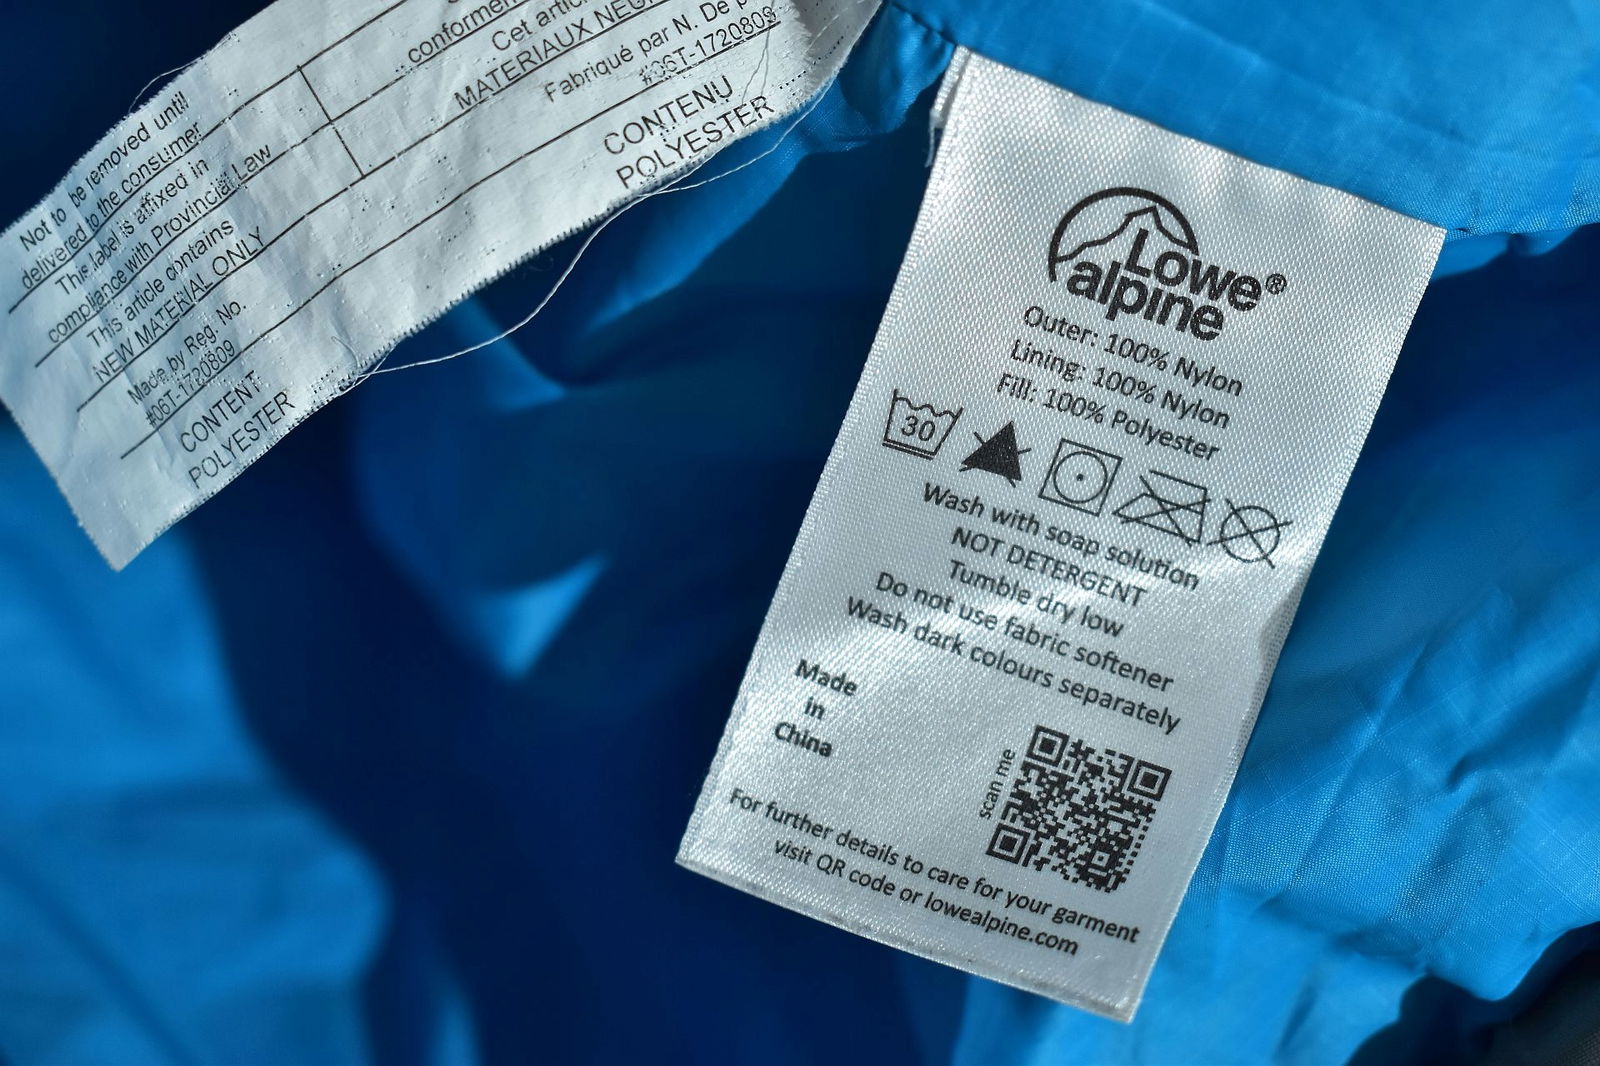 Not to be removed until
delivered to the consumer
This label is affixed in
compliance with Provincial Law
This article contains
NEW MATERIAL ONLY
Made by Reg. No.
#06T-1720809
CONTENT
POLYESTER
Cet
MATERIAUX
Fabriqué par N. De
#06T-1720809
CONTENU
POLYESTER
Lowe®
alpine
Outer: 100% Nylon
Lining: 100% Nylon
Fill: 100% Polyester
30
Wash with soap solution
NOT DETERGENT
Tumble dry low
Do not use fabric softener
Wash dark colours separately
Made
in
China
scan me
For further details to care for your garment
visit QR code or lowealpine.com